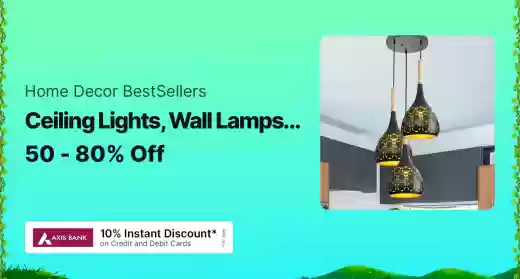 Home Decor BestSellers
Ceiling Lights, Wall Lamps...
50 - 80% Off
AXIS BANK
10% Instant Discount*
on Credit and Debit Cards